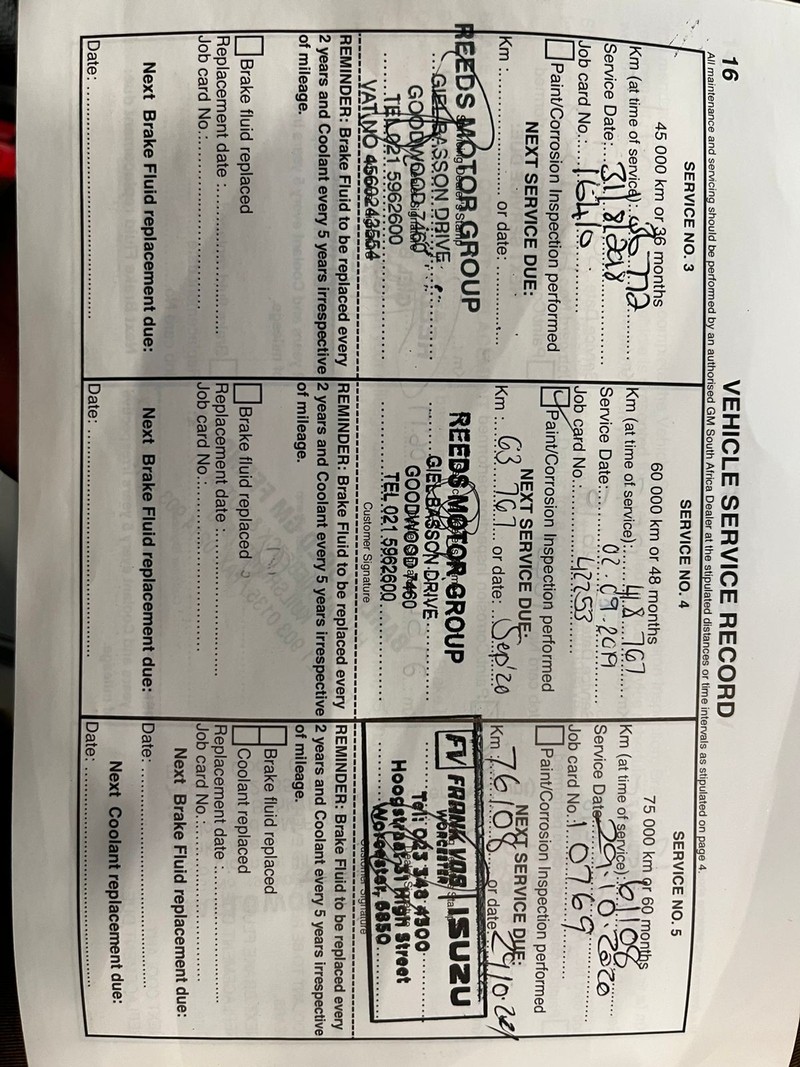 16
VEHICLE SERVICE RECORD
All maintenance and servicing should be performed by an authorised GM South Africa Dealer at the stipulated distances or time intervals as stipulated on page 4.
SERVICE NO. 3
45 000 km or 36 months
Km (at time of service):
Service Date: 31/8/2018
Job card No.: 16410
Paint/Corrosion Inspection performed
NEXT SERVICE DUE:
Km : or date:
REEDS MOTOR GROUP
GIEL BASSON DRIVE
GOODWOOD 7460
TEL 021 5962600
VAT NO 4560243554
REMINDER: Brake Fluid to be replaced every
2 years and Coolant every 5 years irrespective
of mileage.
Brake fluid replaced
Replacement date :
Job card No.:
Next Brake Fluid replacement due:
Date:
SERVICE NO. 4
60 000 km or 48 months
Km (at time of service): 48 767
Service Date: 02.09.2019
Job card No.: 42253
Paint/Corrosion Inspection performed
NEXT SERVICE DUE:
Km : 63 767 or date: Sep'20
REEDS MOTOR GROUP
GIEL BASSON DRIVE
GOODWOOD 7460
TEL 021 5962600
Customer Signature
REMINDER: Brake Fluid to be replaced every
2 years and Coolant every 5 years irrespective
of mileage.
Brake fluid replaced
Replacement date :
Job card No.:
Next Brake Fluid replacement due:
Date:
SERVICE NO. 5
75 000 km or 60 months
Km (at time of service): 61108
Service Date: 30.10.2020
Job card No. 10769
Paint/Corrosion Inspection performed
NEXT SERVICE DUE:
Km : 76108 or date:
FV FRANK VOS ISUZU
Worcester
Tel: 023 348 4300
Hoogstraat 31 High Street
Worcester, 6850
Customer Signature
REMINDER: Brake Fluid to be replaced every
2 years and Coolant every 5 years irrespective
of mileage.
Brake fluid replaced
Coolant replaced
Replacement date :
Job card No.:
Next Brake Fluid replacement due:
Date:
Next Coolant replacement due:
Date: